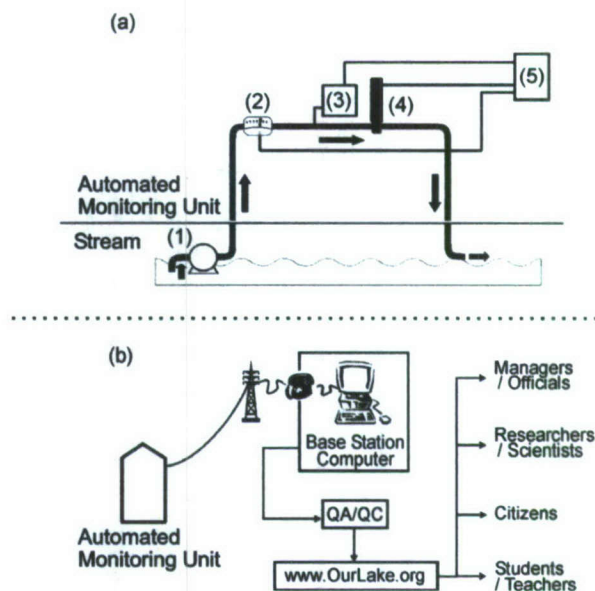 (a)
(5)
(2)
(3)
(4)
Automated
Monitoring Unit
Stream
(1)
(b)
Managers
/ Officials
Base Station
Computer
Researchers
/ Scientists
QA/QC
Citizens
Automated
Monitoring Unit
www.OurLake.org
Students
/ Teachers